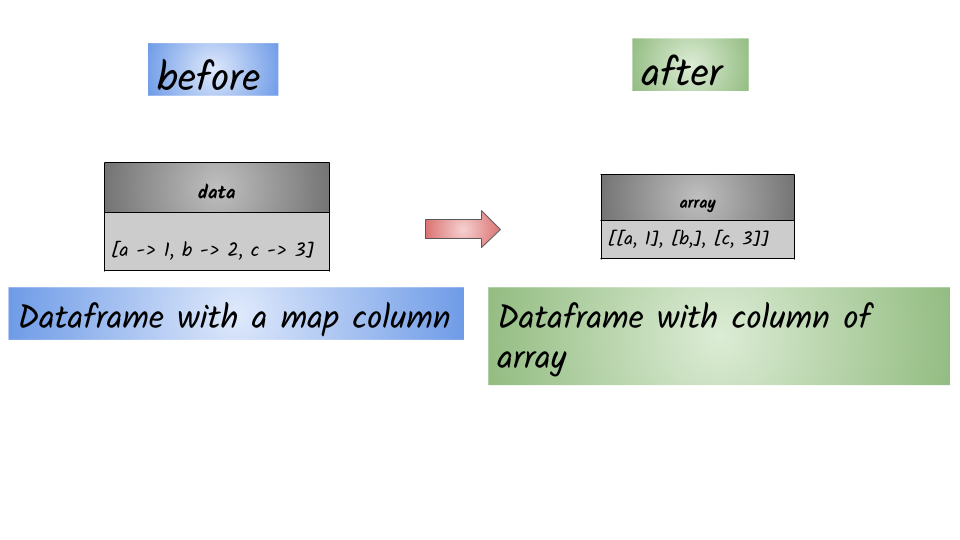 before
after
data
[a -> 1, b -> 2, c -> 3]
array
[[a, 1], [b,], [c, 3]]
Dataframe with a map column
Dataframe with column of
array